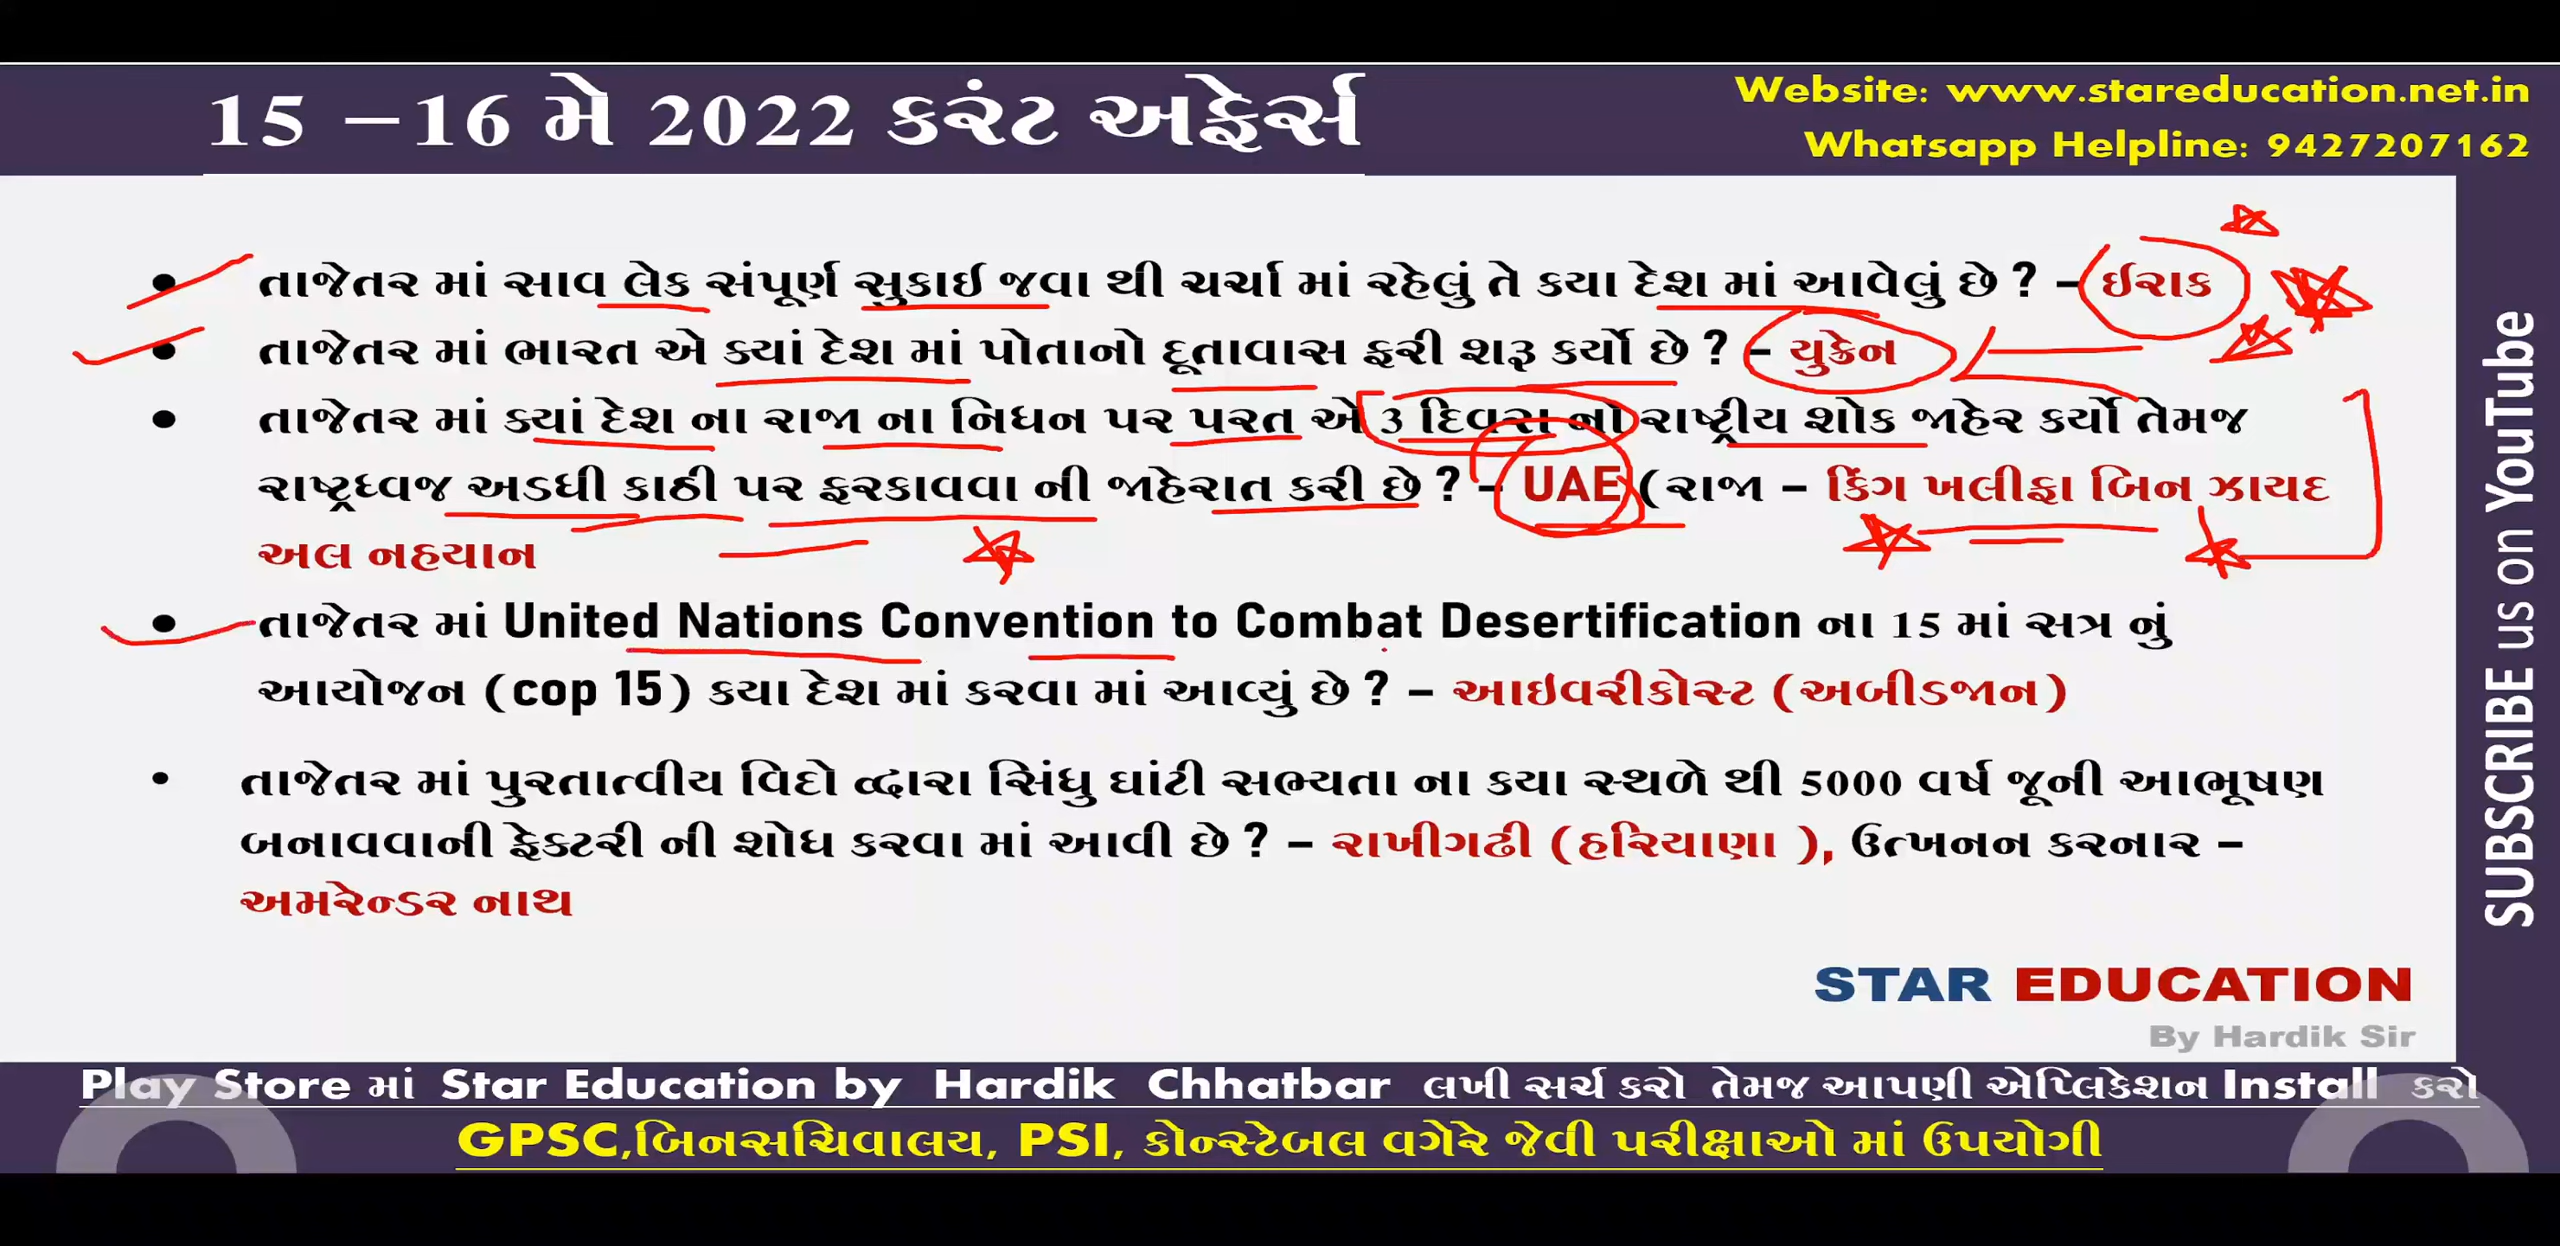 15 –16 મે 2022 કરંટ અફેર્સ
Website: www.stareducation.net.in
Whatsapp Helpline: 9427207162
• તાજેતર માં સાવ લેક સંપૂર્ણ સુકાઈ જવા થી ચર્ચા માં રહેલું તે કયા દેશ માં આવેલું છે ? – ઈરાક
• તાજેતર માં ભારત એ ક્યાં દેશ માં પોતાનો દૂતાવાસ ફરી શરૂ કર્યો છે ? – યુક્રેન
• તાજેતર માં ક્યાં દેશ ના રાજા ના નિધન પર પરત એ 3 દિવસ નો રાષ્ટ્રીય શોક જાહેર કર્યો તેમજ
રાષ્ટ્રધ્વજ અડધી કાઠી પર ફરકાવવા ની જાહેરાત કરી છે ? – UAE (રાજા – કિંગ ખલીફા બિન ઝાયદ
અલ નહયાન
• તાજેતર માં United Nations Convention to Combat Desertification ના 15 માં સત્ર નું
આયોજન (cop 15) કયા દેશ માં કરવા માં આવ્યું છે ? – આઇવરીકોસ્ટ (અબીડજાન)
• તાજેતર માં પુરતાત્વીય વિદો દ્વારા સિંધુ ઘાંટી સભ્યતા ના કયા સ્થળે થી 5000 વર્ષ જૂની આભૂષણ
બનાવવાની ફેક્ટરી ની શોધ કરવા માં આવી છે ? – રાખીગઢી (હરિયાણા ), ઉત્ખનન કરનાર –
અમરેન્ડર નાથ
SUBSCRIBE us on YouTube
STAR EDUCATION
By Hardik Sir
Play Store માં Star Education by Hardik Chhatbar લખી સર્ચ કરો તેમજ આપણી એપ્લિકેશન Install કરો
GPSC,બિનસચિવાલય, PSI, કોન્સ્ટેબલ વગેરે જેવી પરીક્ષાઓ માં ઉપયોગી